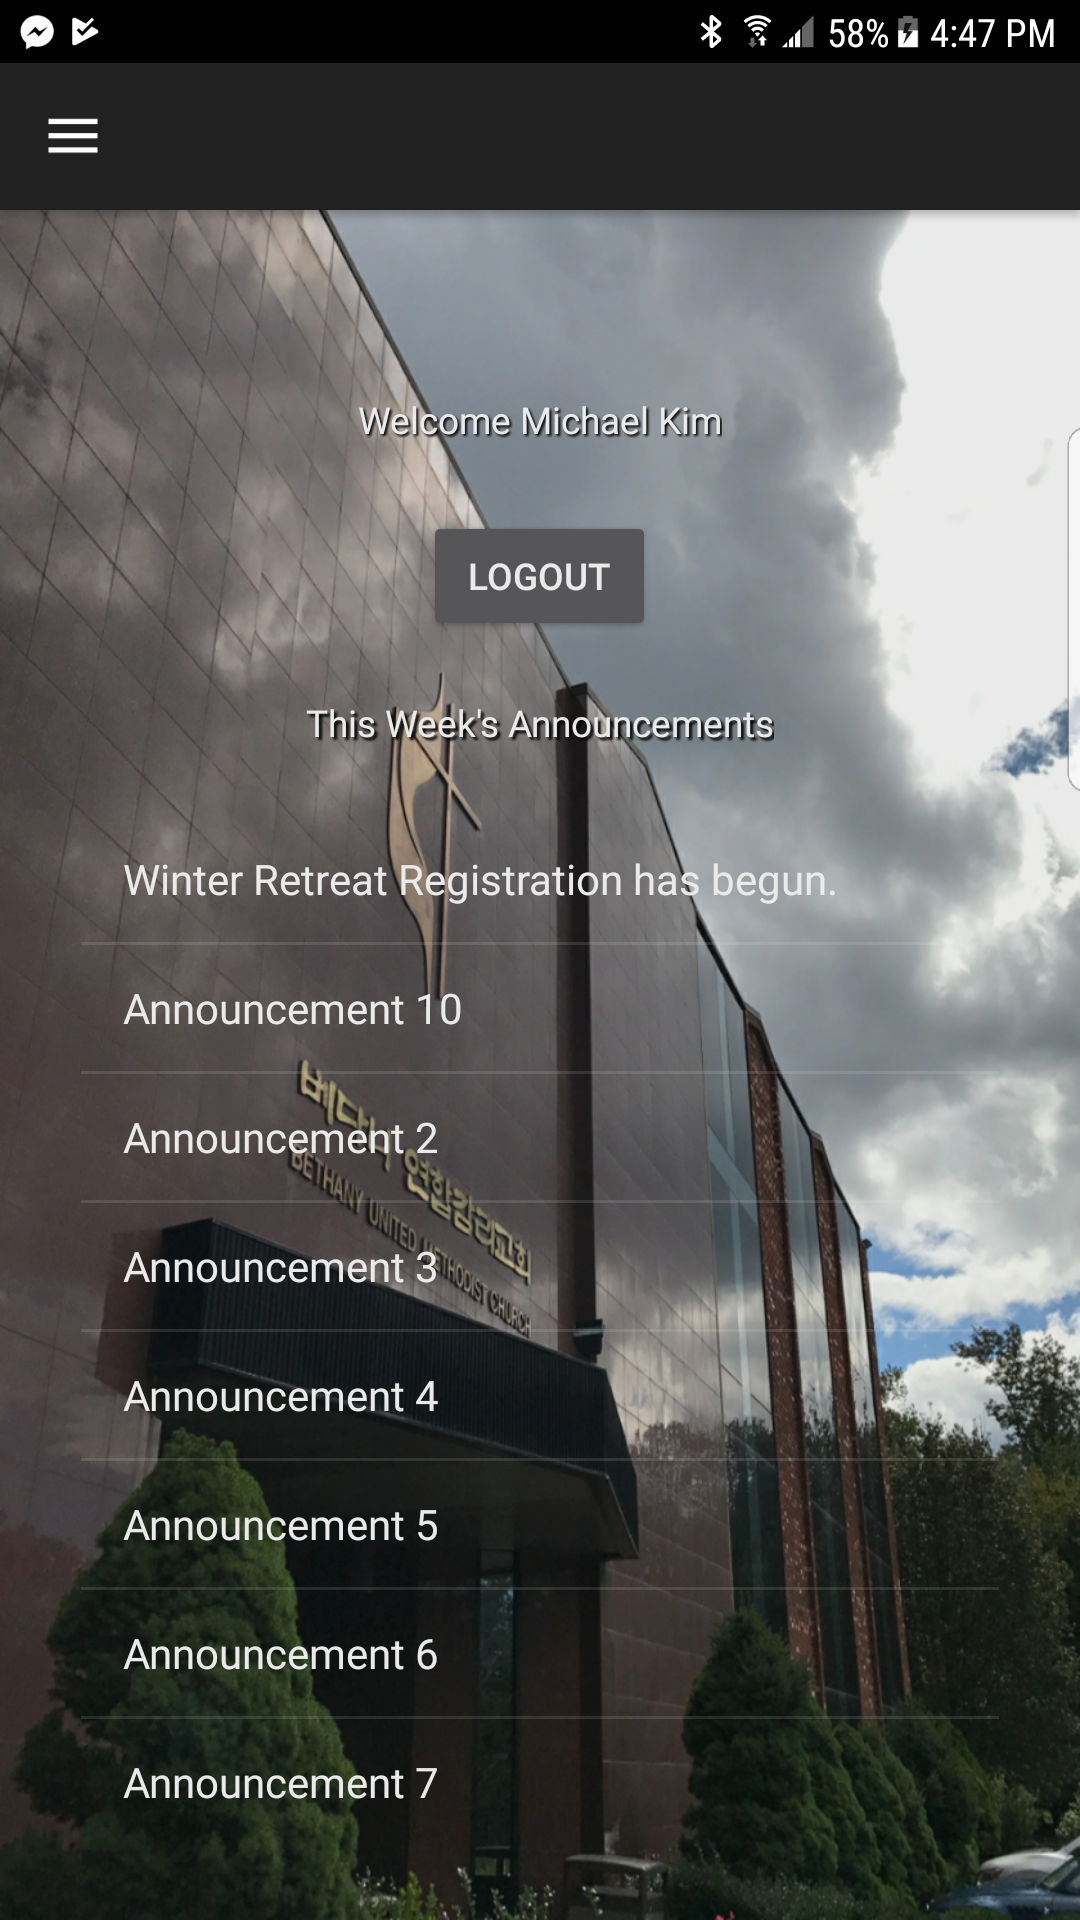 58% 4:47 PM
Welcome Michael Kim
LOGOUT
This Week's Announcements
Winter Retreat Registration has begun.
Announcement 10
베다니 연합감리교회
Announcement 2
BETHANY UNITED METHODIST CHURCH
Announcement 3
Announcement 4
Announcement 5
Announcement 6
Announcement 7